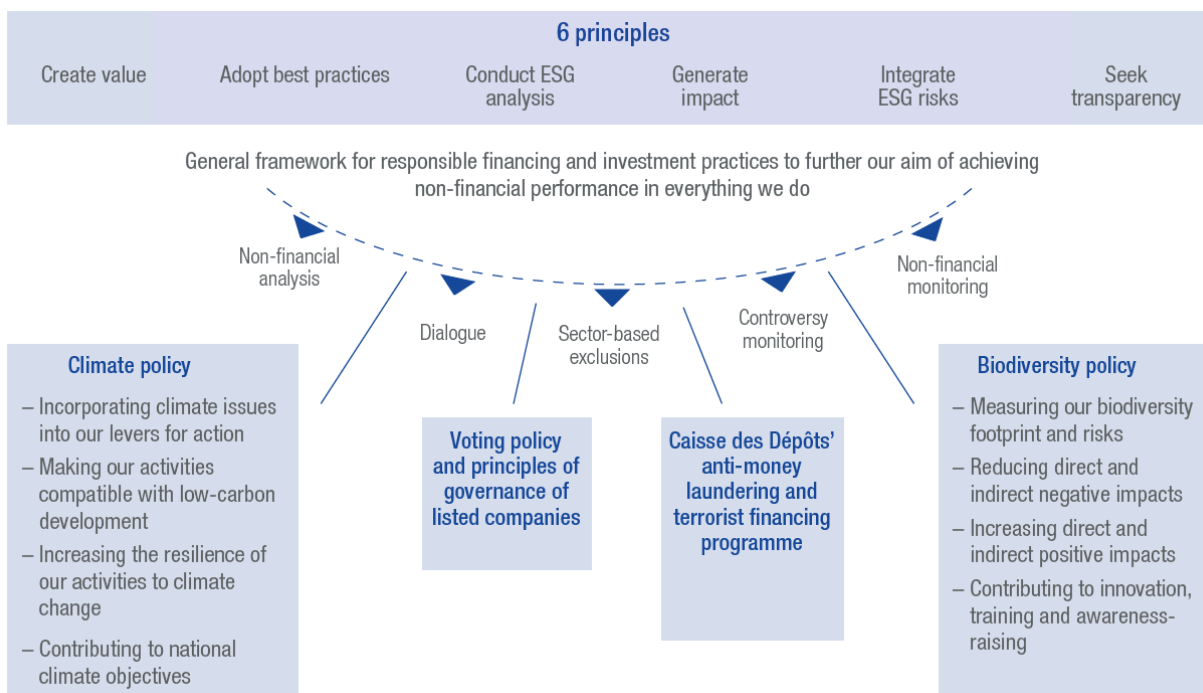 6 principles
Create value
Adopt best practices
Conduct ESG
analysis
Generate
impact
Integrate
ESG risks
Seek
transparency
General framework for responsible financing and investment practices to further our aim of achieving
non-financial performance in everything we do
Non-financial
analysis
Dialogue
Sector-based
exclusions
Controversy
monitoring
Non-financial
monitoring
Climate policy
– Incorporating climate issues
into our levers for action
– Making our activities
compatible with low-carbon
development
– Increasing the resilience of
our activities to climate
change
– Contributing to national
climate objectives
Voting policy
and principles of
governance of
listed companies
Caisse des Dépôts’
anti-money
laundering and
terrorist financing
programme
Biodiversity policy
– Measuring our biodiversity
footprint and risks
– Reducing direct and
indirect negative impacts
– Increasing direct and
indirect positive impacts
– Contributing to innovation,
training and awareness-
raising